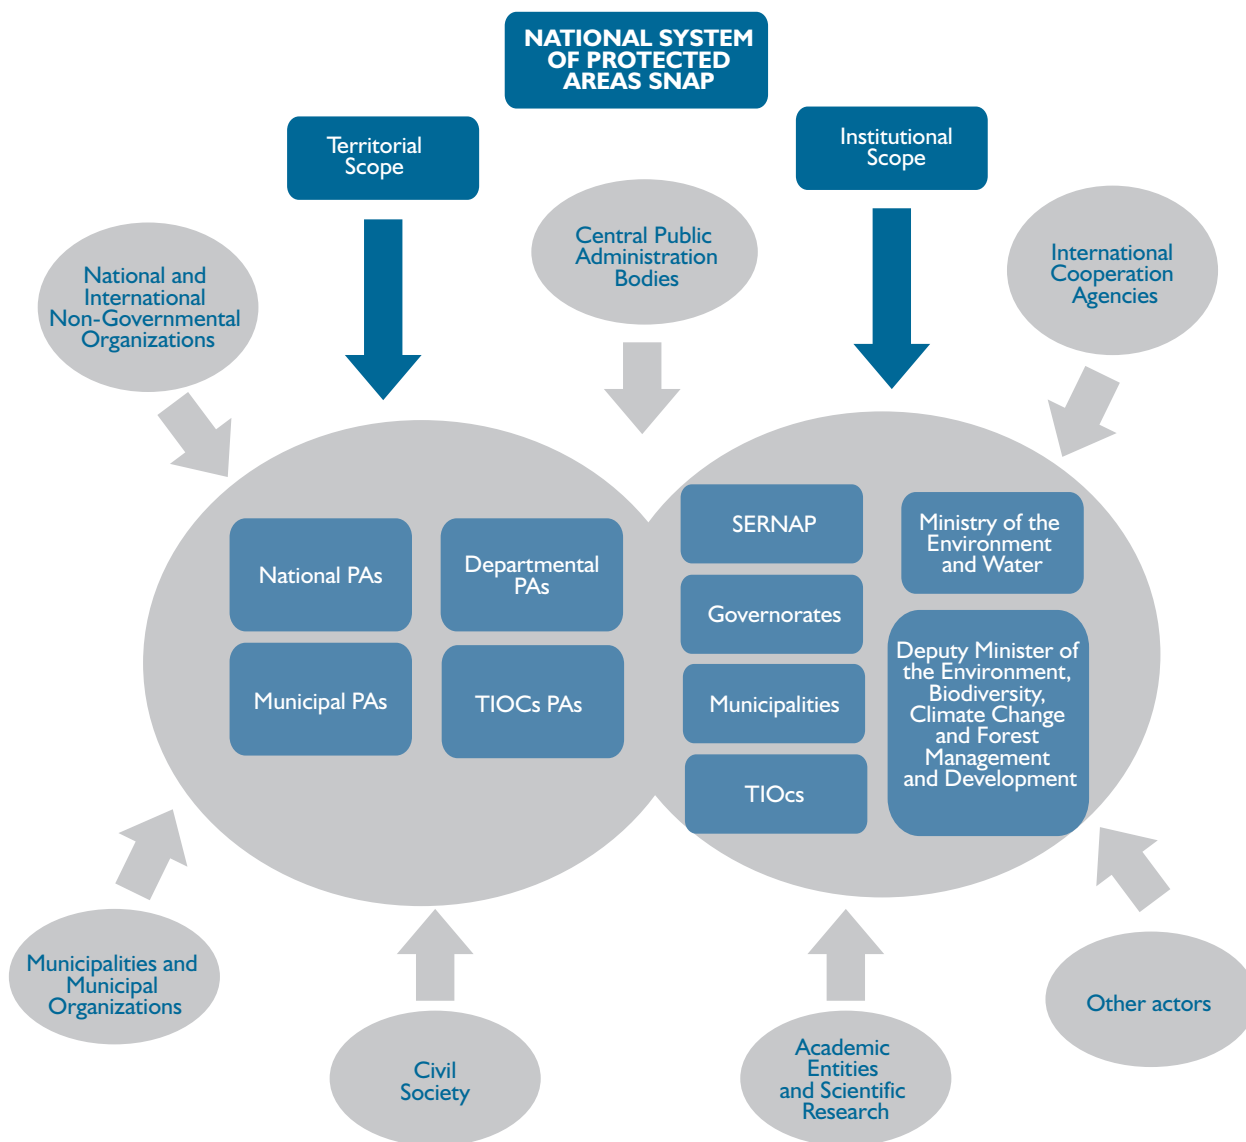 NATIONAL SYSTEM
OF PROTECTED
AREAS SNAP
Territorial
Scope
Institutional
Scope
National and
International
Non-Governmental
Organizations
Central Public
Administration
Bodies
International
Cooperation
Agencies
National PAs
Departmental
PAs
Municipal PAs
TIOCs PAs
SERNAP
Governorates
Municipalities
TIOcs
Ministry of the
Environment
and Water
Deputy Minister of
the Environment,
Biodiversity,
Climate Change
and Forest
Management
and Development
Municipalities and
Municipal
Organizations
Civil
Society
Academic
Entities
and Scientific
Research
Other actors